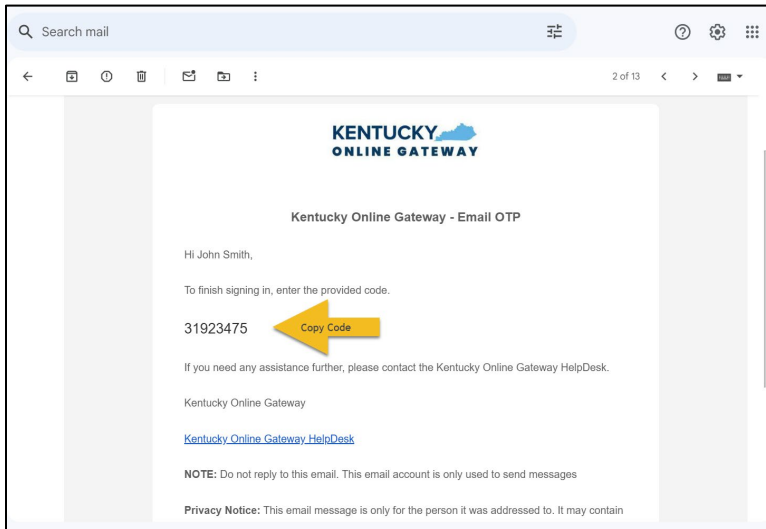 Search mail
2 of 13
KENTUCKY
ONLINE GATEWAY
Kentucky Online Gateway - Email OTP
Hi John Smith,
To finish signing in, enter the provided code.
31923475
Copy Code
If you need any assistance further, please contact the Kentucky Online Gateway HelpDesk.
Kentucky Online Gateway
Kentucky Online Gateway HelpDesk
NOTE: Do not reply to this email. This email account is only used to send messages
Privacy Notice: This email message is only for the person it was addressed to. It may contain